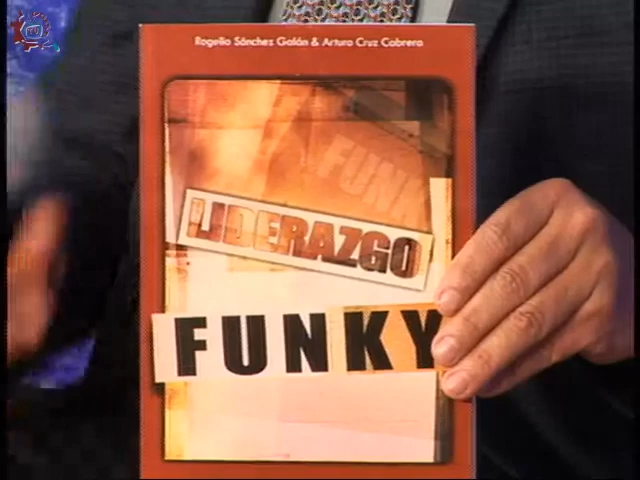 Rogelio Sánchez Galán & Arturo Cruz Cabrera
FUNK
LIDERAZGO
FUNKY